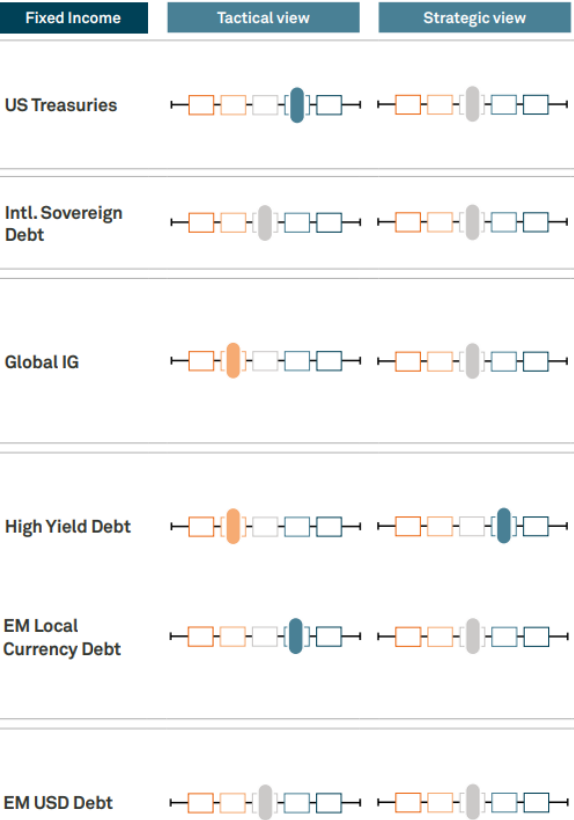 Fixed Income
Tactical view
Strategic view
US Treasuries
Intl. Sovereign
Debt
Global IG
High Yield Debt
EM Local
Currency Debt
EM USD Debt